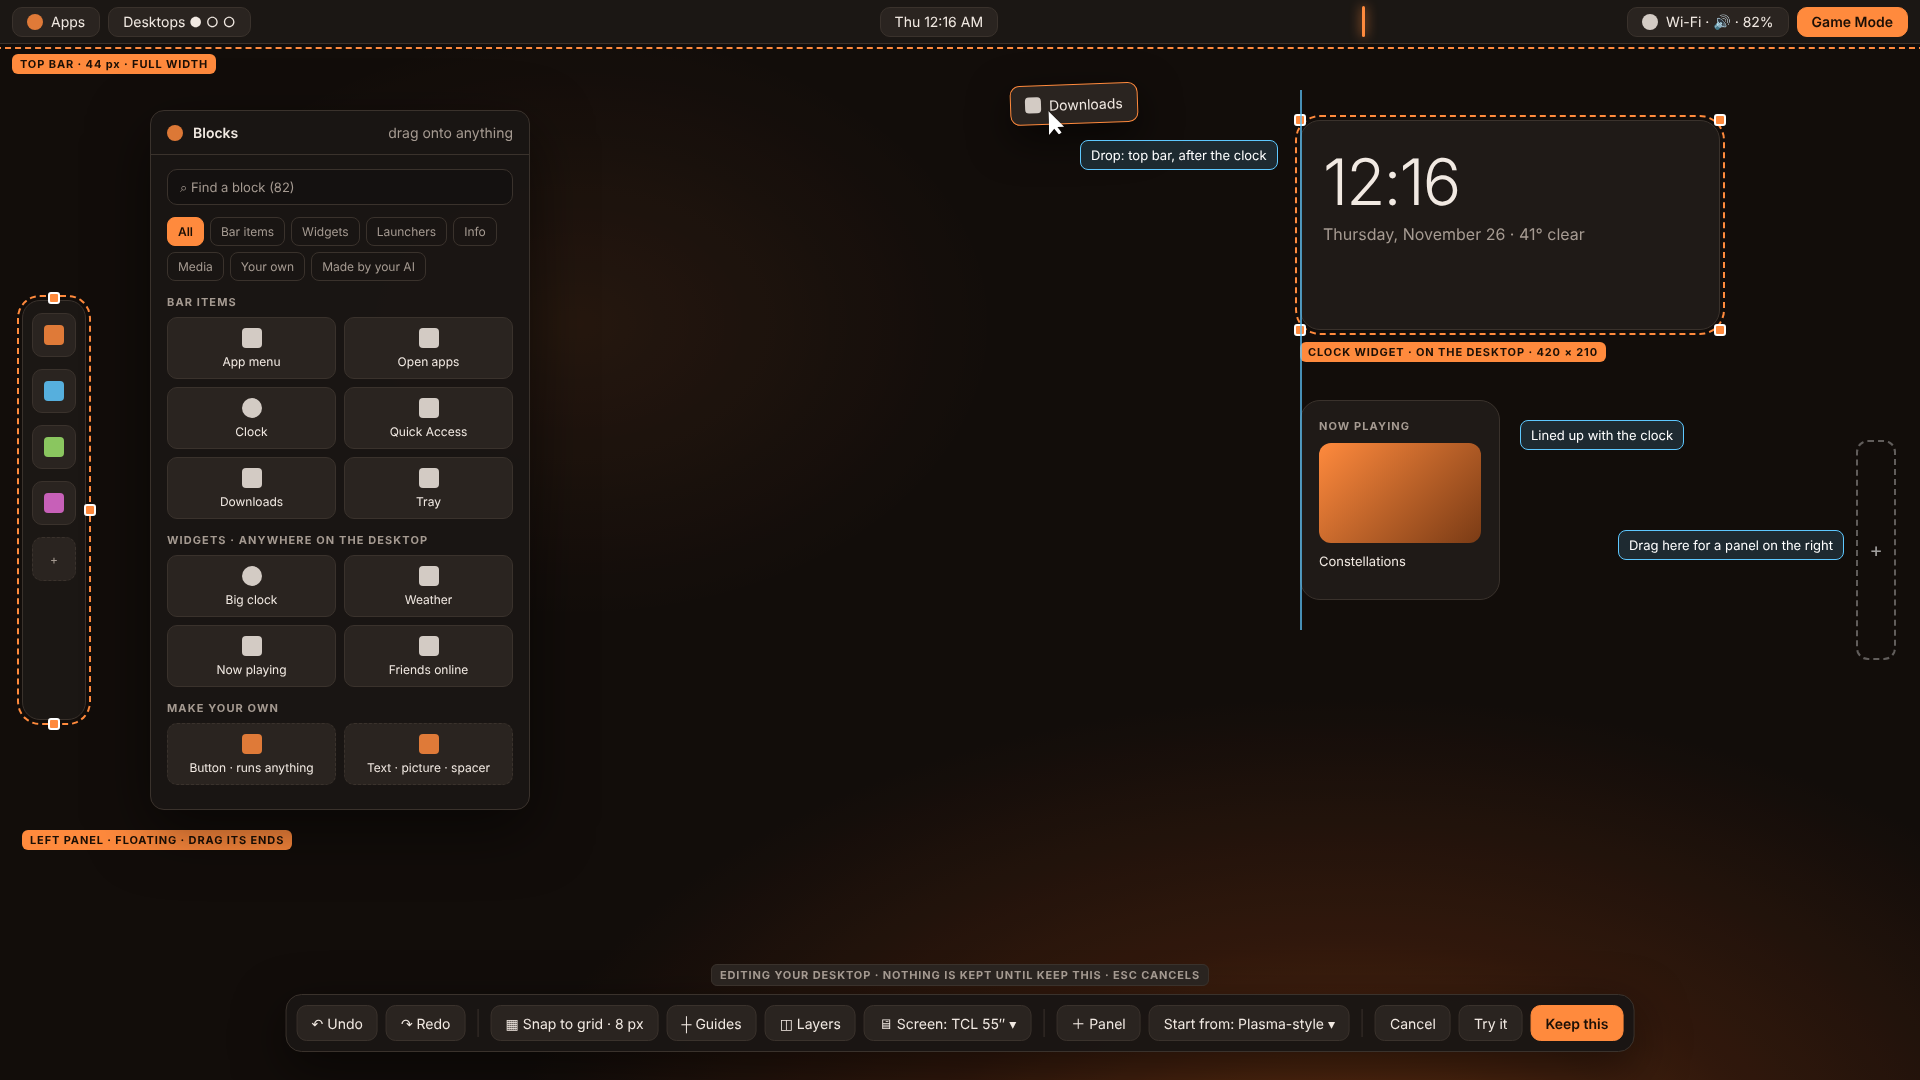 Apps
Desktops
Thu 12:16 AM
Wi-Fi · 🔊 · 82%
Game Mode
TOP BAR · 44 px · FULL WIDTH
Downloads
Drop: top bar, after the clock
Blocks
drag onto anything
⌕ Find a block (82)
All
Bar items
Widgets
Launchers
Info
Media
Your own
Made by your AI
BAR ITEMS
App menu
Open apps
Clock
Quick Access
Downloads
Tray
WIDGETS · ANYWHERE ON THE DESKTOP
Big clock
Weather
Now playing
Friends online
MAKE YOUR OWN
Button · runs anything
Text · picture · spacer
+
LEFT PANEL · FLOATING · DRAG ITS ENDS
12:16
Thursday, November 26 · 41° clear
CLOCK WIDGET · ON THE DESKTOP · 420 × 210
NOW PLAYING
Constellations
Lined up with the clock
Drag here for a panel on the right
+
EDITING YOUR DESKTOP · NOTHING IS KEPT UNTIL KEEP THIS · ESC CANCELS
↶ Undo
↷ Redo
▦ Snap to grid · 8 px
┼ Guides
◫ Layers
🖥 Screen: TCL 55″ ▾
＋ Panel
Start from: Plasma-style ▾
Cancel
Try it
Keep this